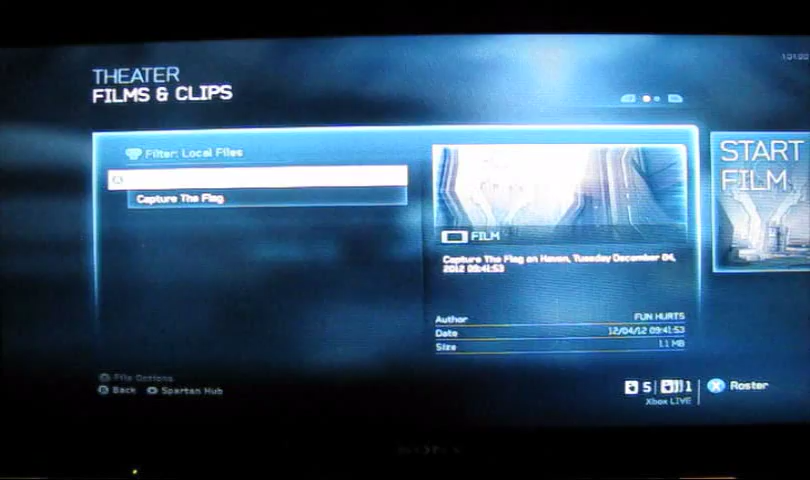 THEATER
FILMS & CLIPS
Filter: Local Files
Capture The Flag
START
FILM
FILM
Capture The Flag on Haven, Tuesday December 04,
2012 09:41:53
Author FUN HURTS
Date 12/04/12 09:41:53
Size 1.1 MB
File Options
B Back Spartan Hub
5 1 X Roster
Xbox LIVE